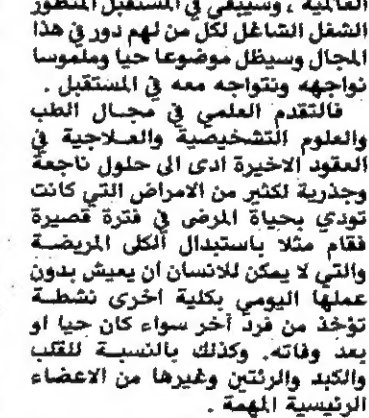 العالمية ، وسيبقى في المستقبل المنظور
الشغل الشاغل لكل من لهم دور في هذا
المجال وسيظل موضوعا حيا وملموسا
نواجهه ونتواجه معه في المستقبل .
فالتقدم العلمي في مجال الطب
والعلوم التشخيصية والعلاجية في
العقود الاخيرة ادى الى حلول ناجعة
وجذرية لكثير من الامراض التي كانت
تودي بحياة المرضى في فترة قصيرة
فقام مثلا باستبدال الكلى المريضة
والتي لا يمكن للانسان ان يعيش بدون
عملها اليومي بكلية اخرى نشطة
تؤخذ من فرد آخر سواء كان حيا او
بعد وفاته. وكذلك بالنسبة للقلب
والكبد والرئتين وغيرها من الاعضاء
الرئيسية المهمة .